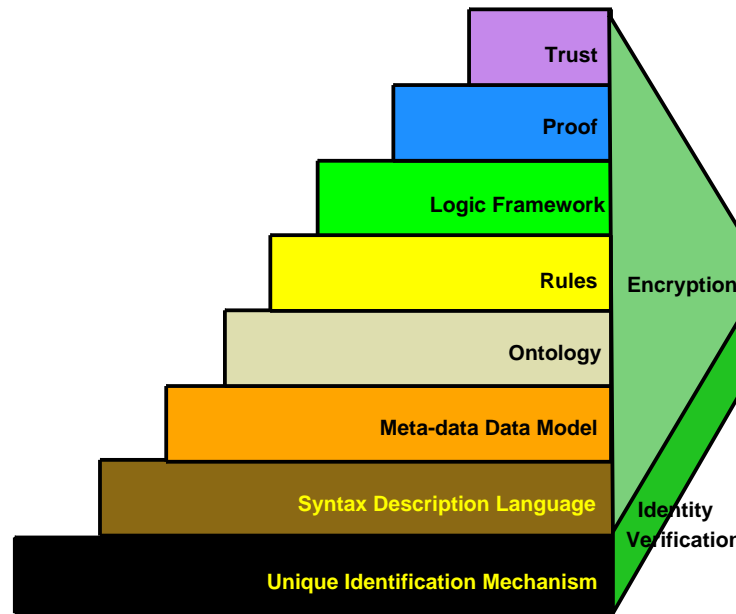 Trust
Proof
Logic Framework
Rules
Encryption
Ontology
Meta-data Data Model
Syntax Description Language
Identity
Verification
Unique Identification Mechanism